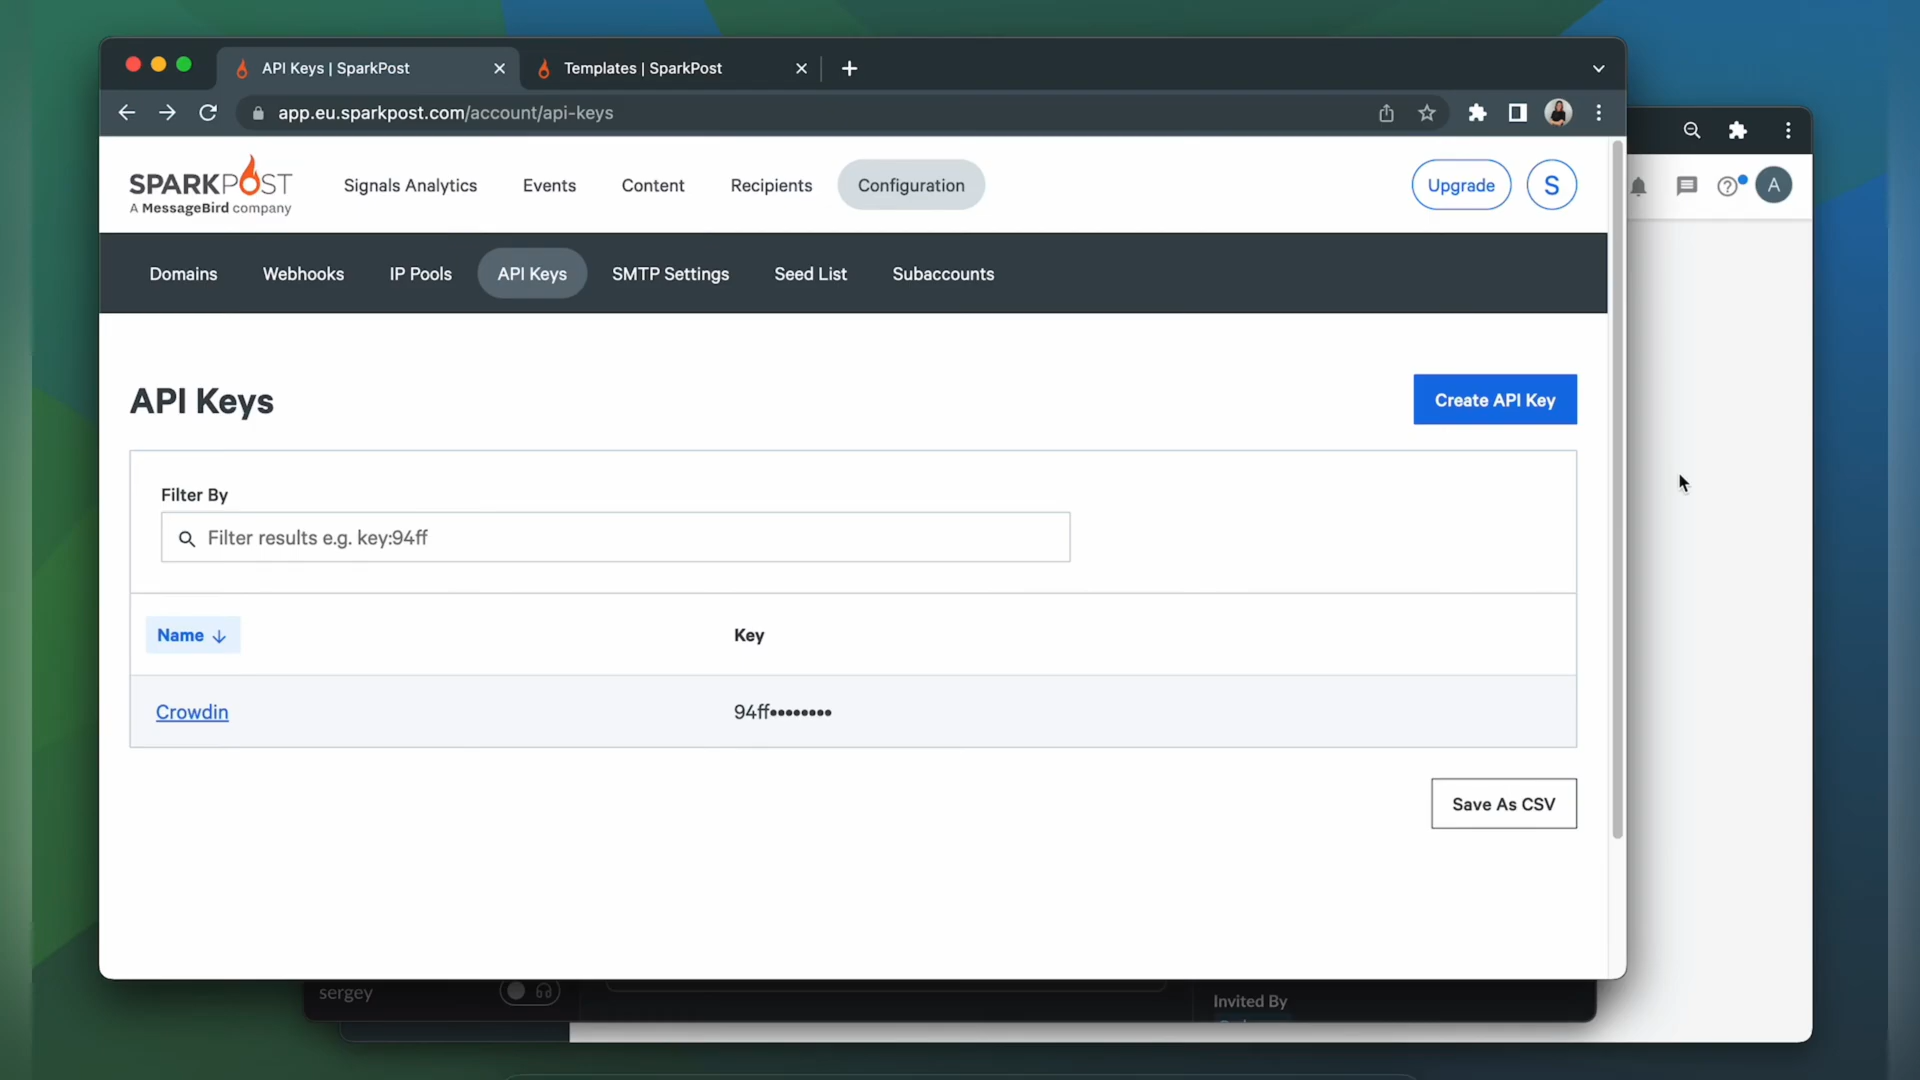 API Keys | SparkPost
Templates | SparkPost
app.eu.sparkpost.com/account/api-keys
SPARKPOST
A MessageBird company
Signals Analytics
Events
Content
Recipients
Configuration
Upgrade
S
A
Domains
Webhooks
IP Pools
API Keys
SMTP Settings
Seed List
Subaccounts
API Keys
Create API Key
Filter By
Filter results e.g. key:94ff
Name ↓
Key
Crowdin
94ff••••••••
Save As CSV
sergey
Invited By